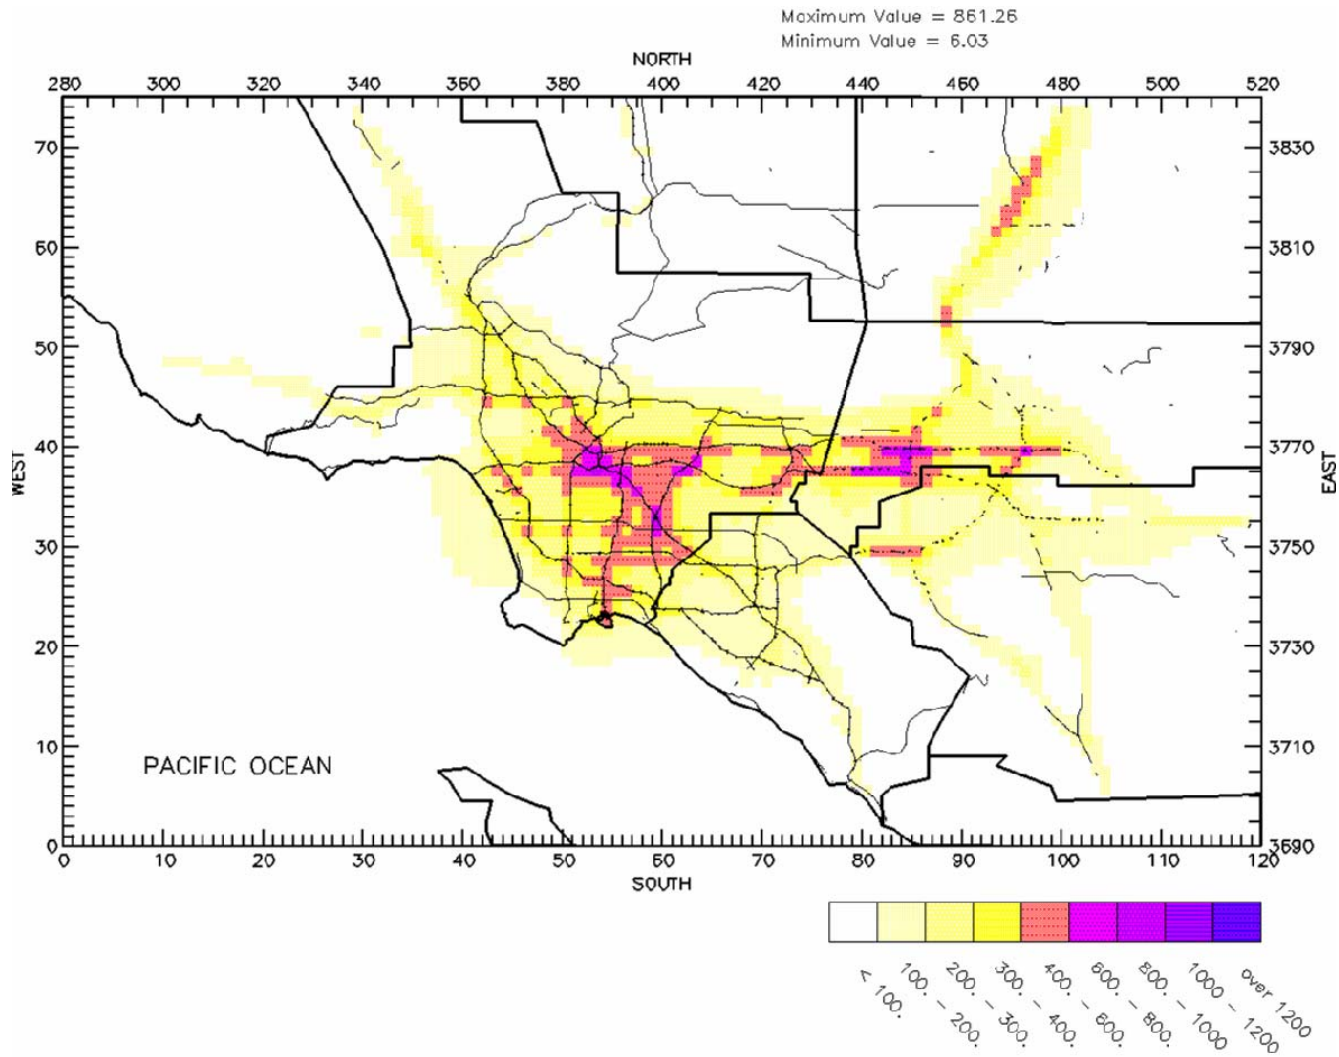 Maximum Value = 861.26
Minimum Value = 6.03
NORTH
280 300 320 340 360 380 400 420 440 460 480 500 520
70 3830
60 3810
50 3790
40 3770
WEST EAST
30 3750
20 3730
10 3710
PACIFIC OCEAN
0 3690
0 10 20 30 40 50 60 70 80 90 100 110 120
SOUTH
< 100.
100. - 200.
200. - 300.
300. - 400.
400. - 600.
600. - 800.
800. - 1000
1000 - 1200
over 1200